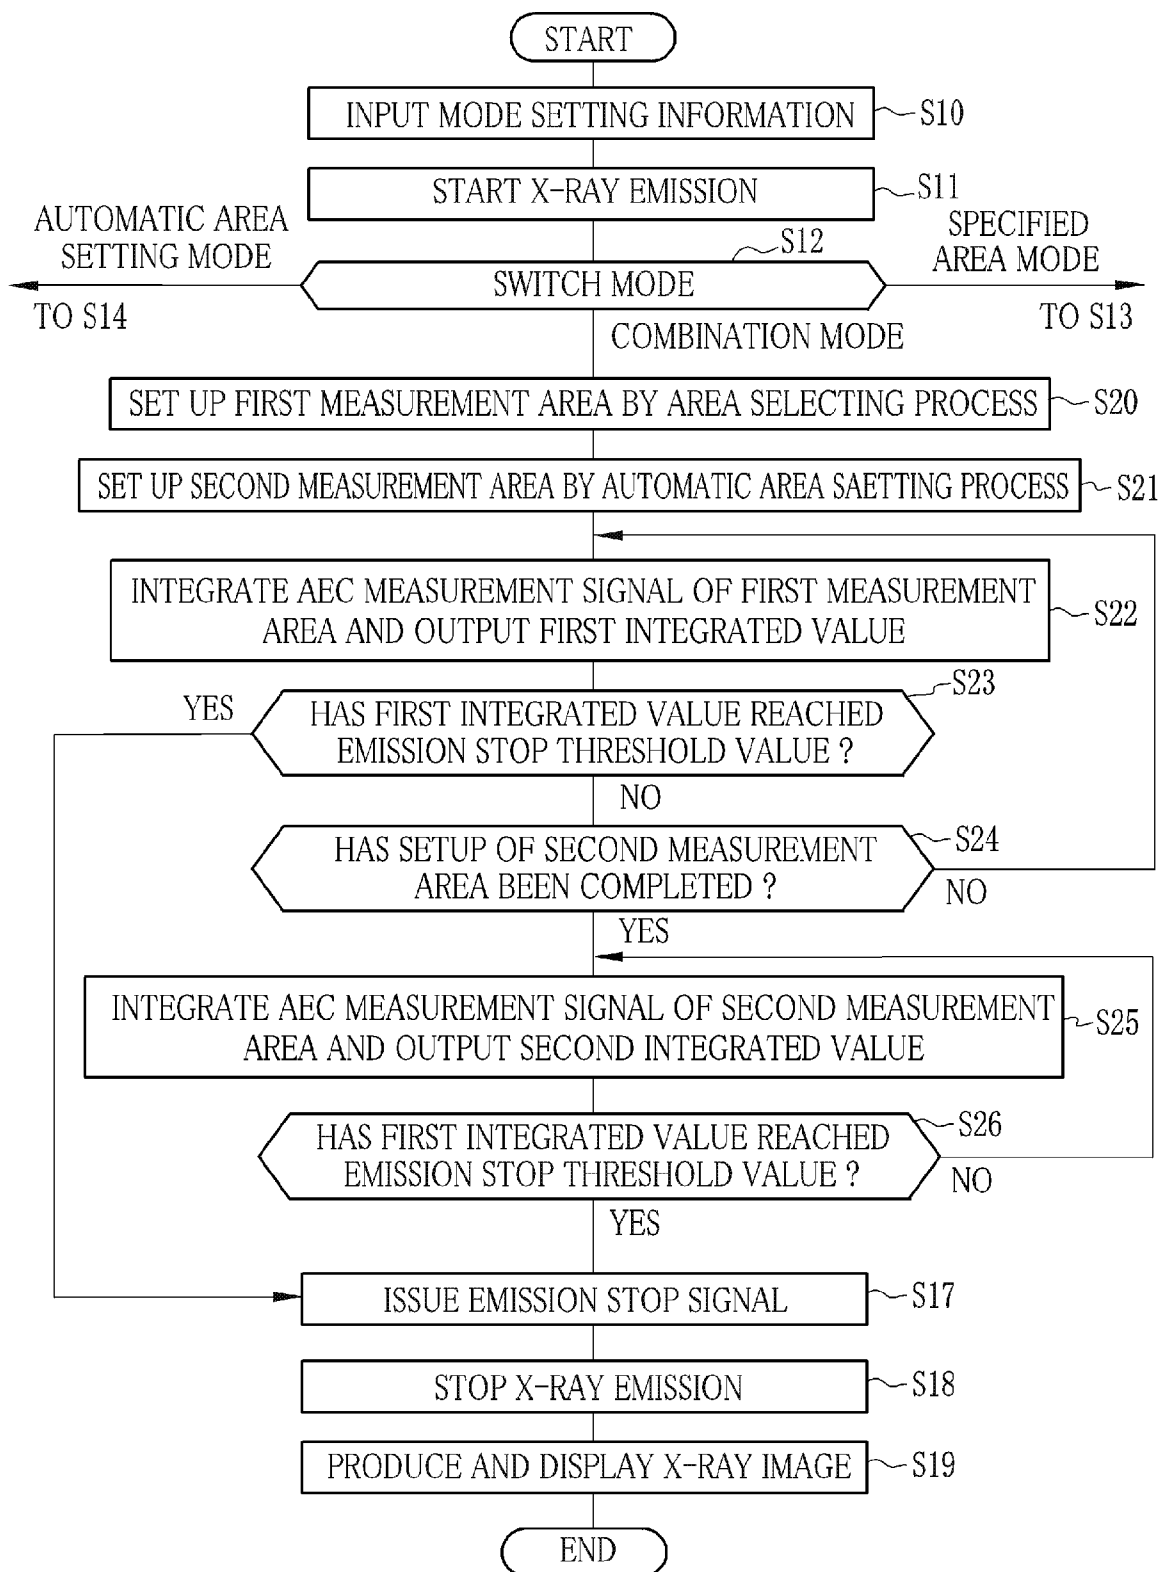 START
INPUT MODE SETTING INFORMATION
S10
START X-RAY EMISSION
S11
AUTOMATIC AREA
SETTING MODE
S12
SPECIFIED
AREA MODE
SWITCH MODE
TO S14
TO S13
COMBINATION MODE
SET UP FIRST MEASUREMENT AREA BY AREA SELECTING PROCESS
S20
SET UP SECOND MEASUREMENT AREA BY AUTOMATIC AREA SAETTING PROCESS
S21
INTEGRATE AEC MEASUREMENT SIGNAL OF FIRST MEASUREMENT
AREA AND OUTPUT FIRST INTEGRATED VALUE
S22
YES
S23
HAS FIRST INTEGRATED VALUE REACHED
EMISSION STOP THRESHOLD VALUE ?
NO
S24
HAS SETUP OF SECOND MEASUREMENT
AREA BEEN COMPLETED ?
NO
YES
INTEGRATE AEC MEASUREMENT SIGNAL OF SECOND MEASUREMENT
AREA AND OUTPUT SECOND INTEGRATED VALUE
S25
S26
HAS FIRST INTEGRATED VALUE REACHED
EMISSION STOP THRESHOLD VALUE ?
NO
YES
ISSUE EMISSION STOP SIGNAL
S17
STOP X-RAY EMISSION
S18
PRODUCE AND DISPLAY X-RAY IMAGE
S19
END